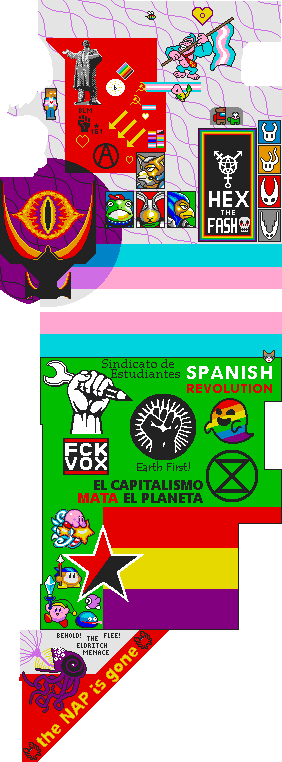 HEX
THE
FASH
Sindicato de
Estudiantes
SPANISH
REVOLUTION
FCK
VOX
Earth First!
EL CAPITALISMO
MATA EL PLANETA
BEHOLD! THE FLEE!
ELDRITCH
MENACE
the NAP is gone